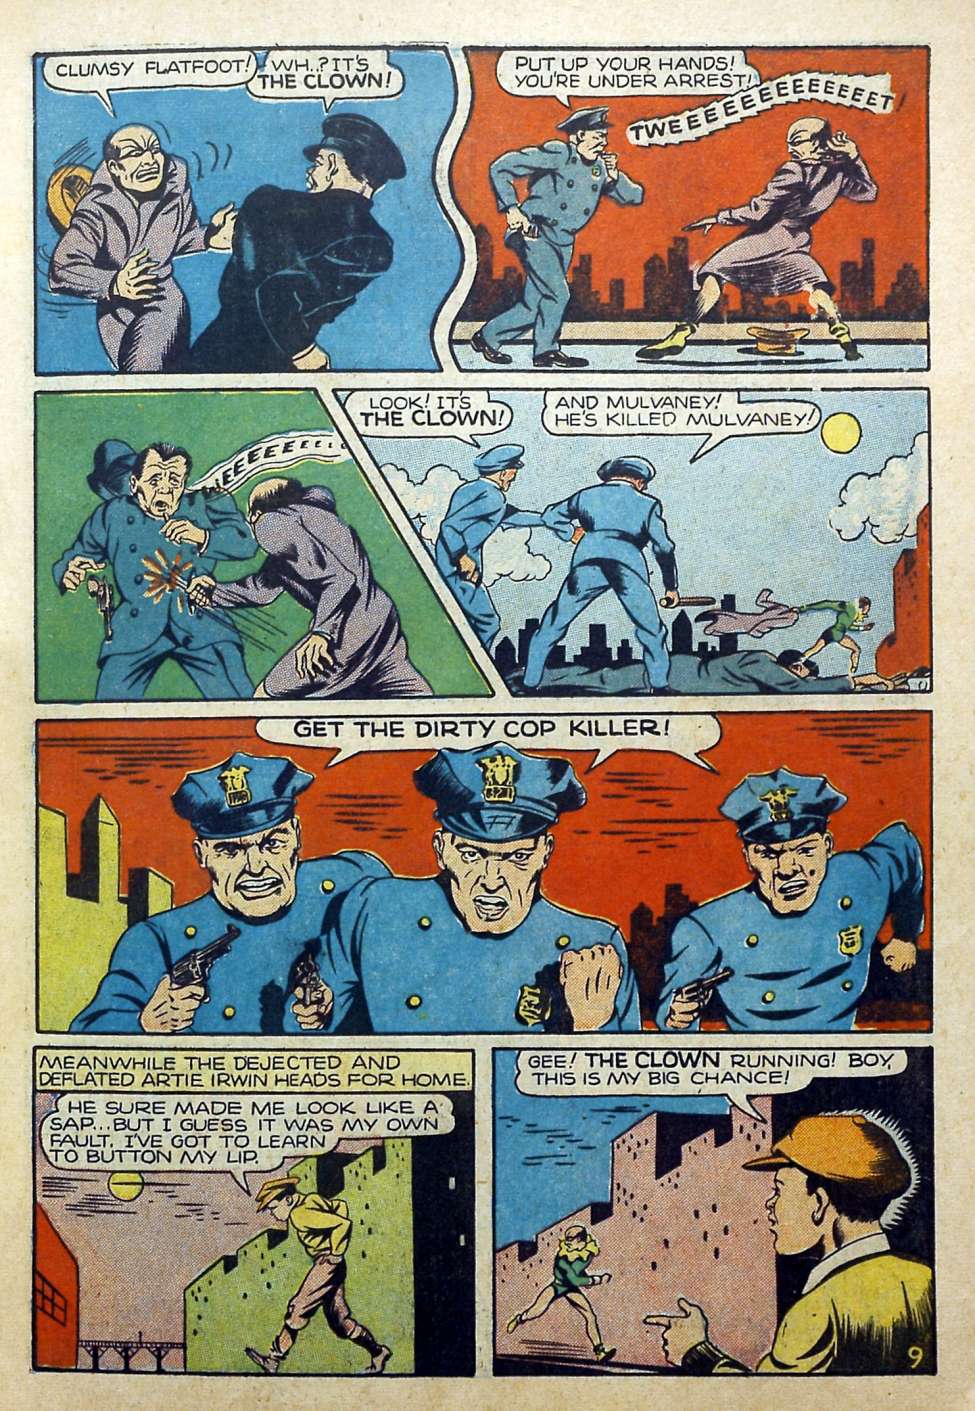 CLUMSY FLATFOOT!
WH..? IT'S
THE CLOWN!
PUT UP YOUR HANDS!
YOU'RE UNDER ARREST!
TWEEEEEEEEEEEEEET
LOOK! IT'S
THE CLOWN!
AND MULVANEY!
HE'S KILLED MULVANEY!
GET THE DIRTY COP KILLER!
MEANWHILE THE DEJECTED AND
DEFLATED ARTIE IRWIN HEADS FOR HOME.
HE SURE MADE ME LOOK LIKE A
SAP...BUT I GUESS IT WAS MY OWN
FAULT, I'VE GOT TO LEARN
TO BUTTON MY LIP.
GEE! THE CLOWN RUNNING! BOY,
THIS IS MY BIG CHANCE!
9